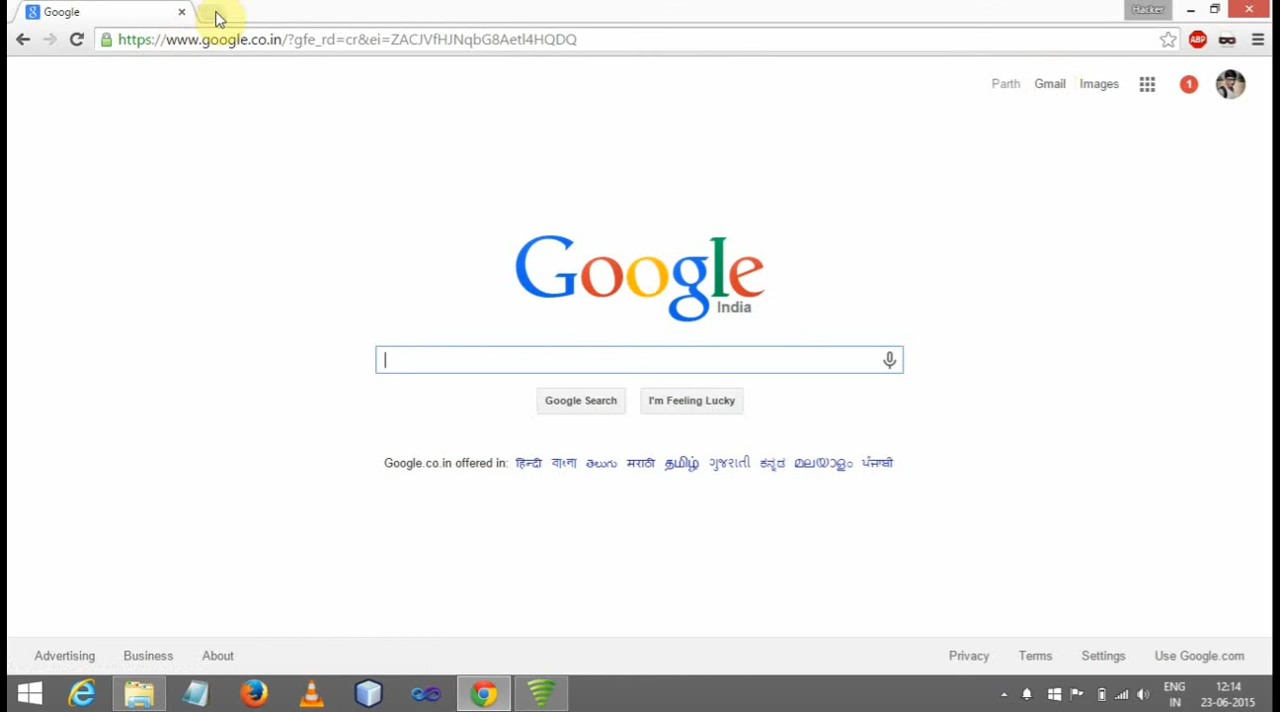 Google
Hacker
https://www.google.co.in/?gfe_rd=cr&ei=ZACJVfHJNqbG8Aetl4HQDQ
ABP
Parth Gmail Images 1
Google
India
Google Search I'm Feeling Lucky
Google.co.in offered in: हिन्दी বাংলা తెలుగు मराठी தமிழ் ગુજરાતી ಕನ್ನಡ മലയാളം ਪੰਜਾਬੀ
Advertising Business About Privacy Terms Settings Use Google.com
ENG 12:14
IN 23-06-2015